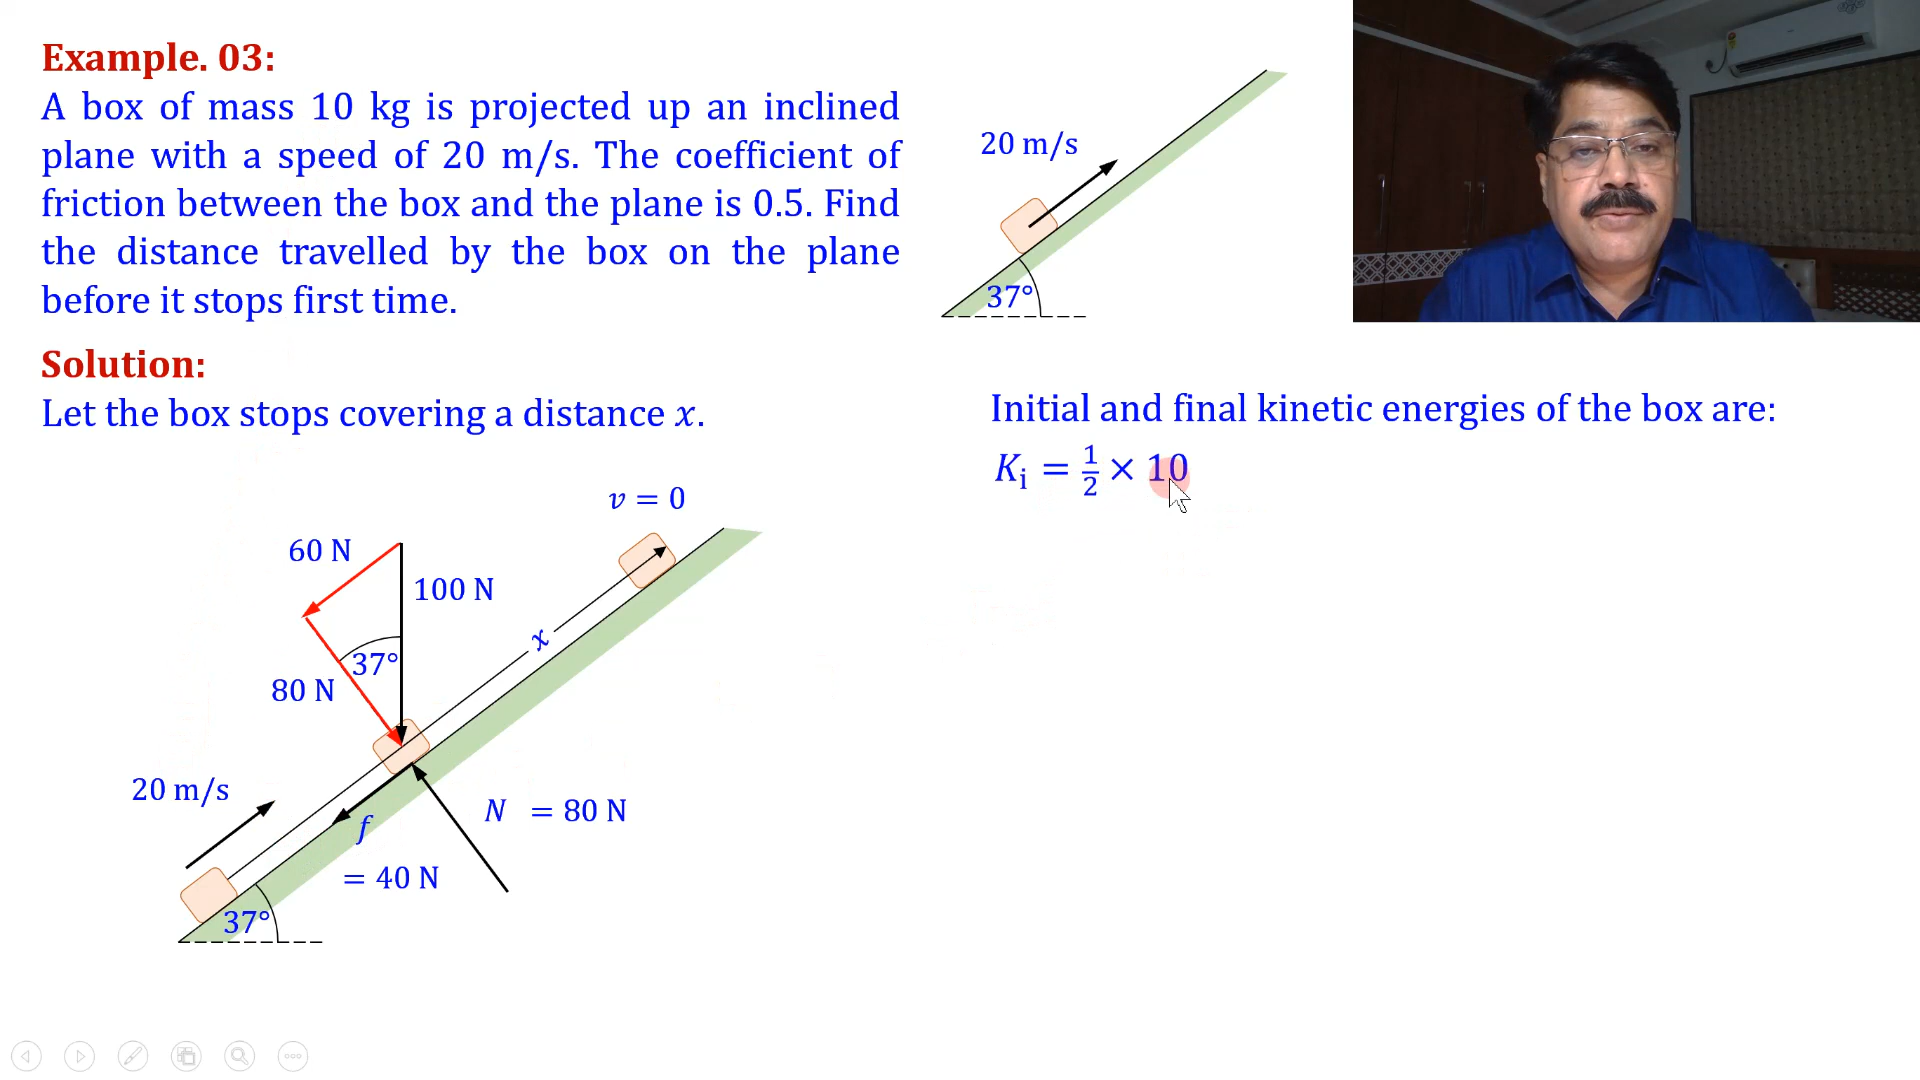 Example. 03:
A box of mass 10 kg is projected up an inclined
plane with a speed of 20 m/s. The coefficient of
friction between the box and the plane is 0.5. Find
the distance travelled by the box on the plane
before it stops first time.
20 m/s
37°
Solution:
Let the box stops covering a distance x.
v = 0
60 N
100 N
x
37°
80 N
20 m/s
f
= 40 N
N = 80 N
37°
Initial and final kinetic energies of the box are:
K_i = 1/2 × 10